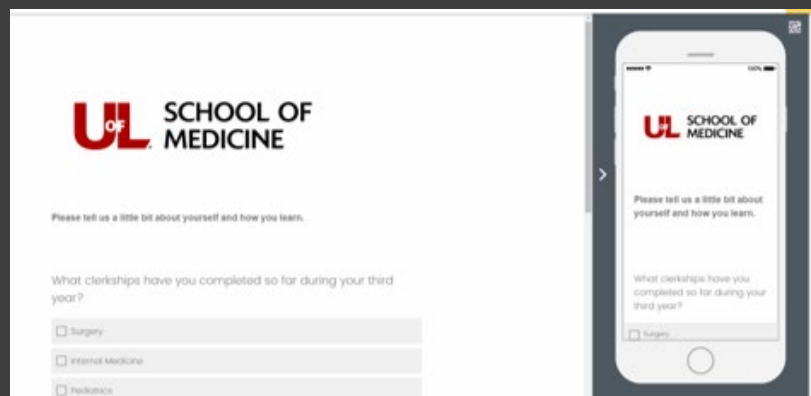 UofL. SCHOOL OF
MEDICINE
Please tell us a little bit about yourself and how you learn.
What clerkships have you completed so far during your third
year?
Surgery
Internal Medicine
Pediatrics
100%
UofL SCHOOL OF
MEDICINE
Please tell us a little bit about
yourself and how you learn.
What clerkships have you
completed so far during your
third year?
Surgery